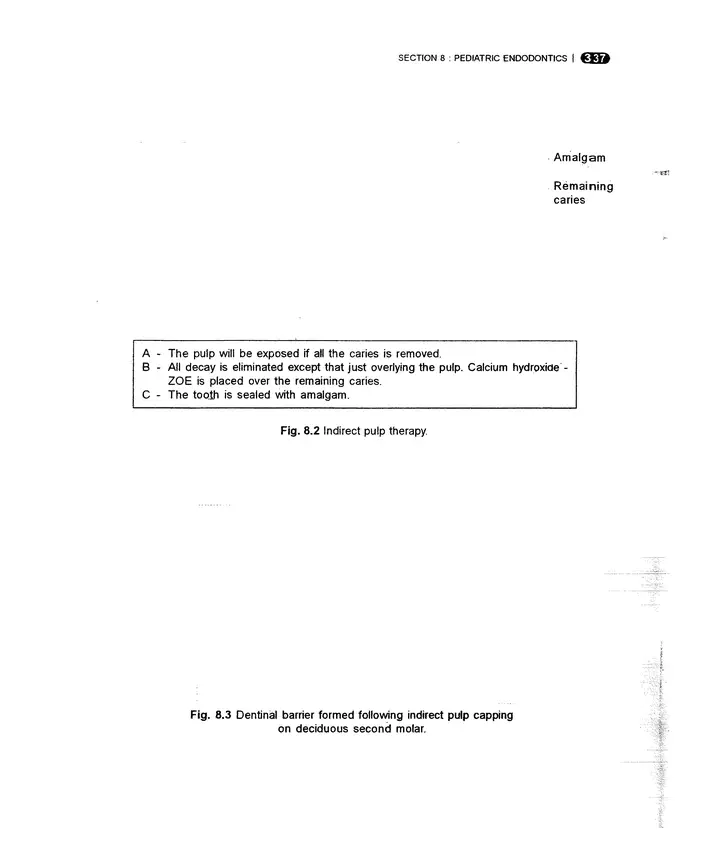 SECTION 8 : PEDIATRIC ENDODONTICS | 337
Amalgam
Remaining
caries
A - The pulp will be exposed if all the caries is removed.
B - All decay is eliminated except that just overlying the pulp. Calcium hydroxide -
ZOE is placed over the remaining caries.
C - The tooth is sealed with amalgam.
Fig. 8.2 Indirect pulp therapy.
Fig. 8.3 Dentinal barrier formed following indirect pulp capping
on deciduous second molar.